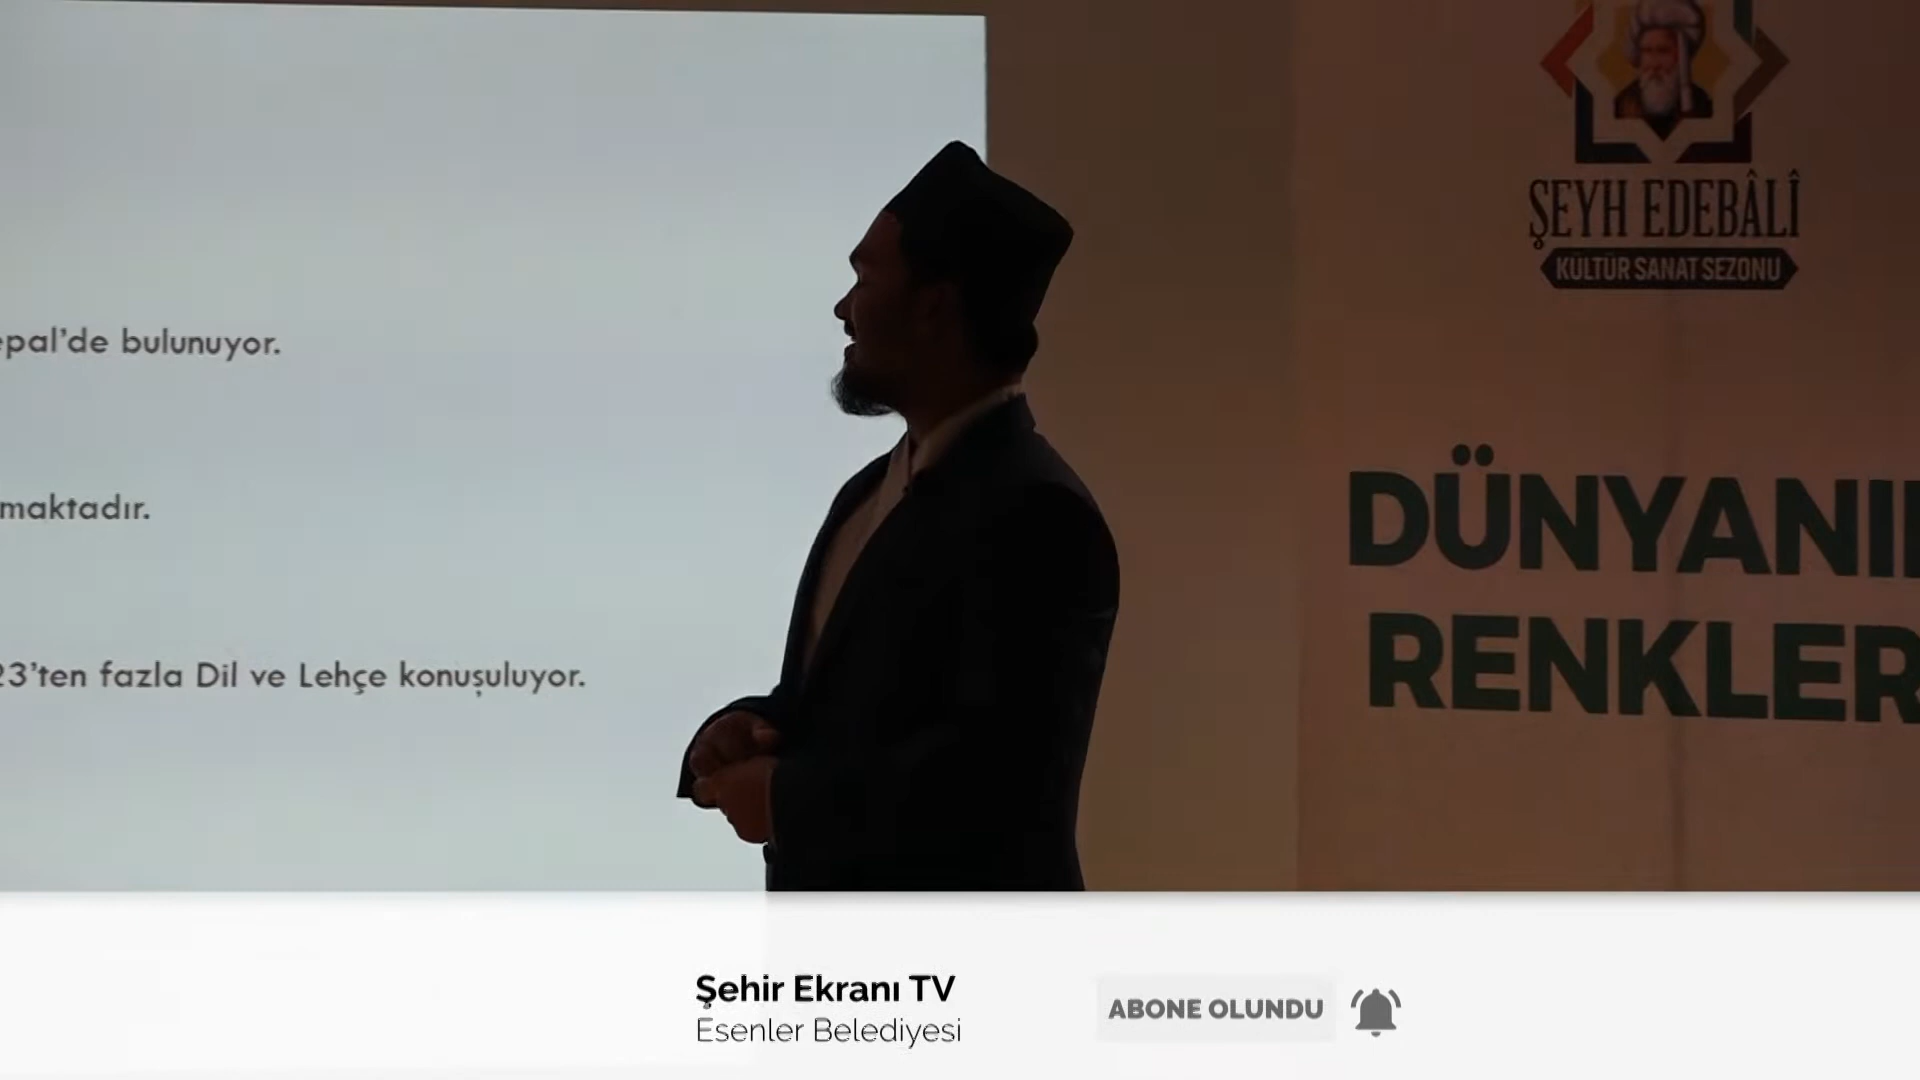 epal'de bulunuyor.
maktadır.
23'ten fazla Dil ve Lehçe konuşuluyor.
ŞEYH EDEBÂLÎ
KÜLTÜR SANAT SEZONU
DÜNYANI
RENKLER
Şehir Ekranı TV
Esenler Belediyesi
ABONE OLUNDU